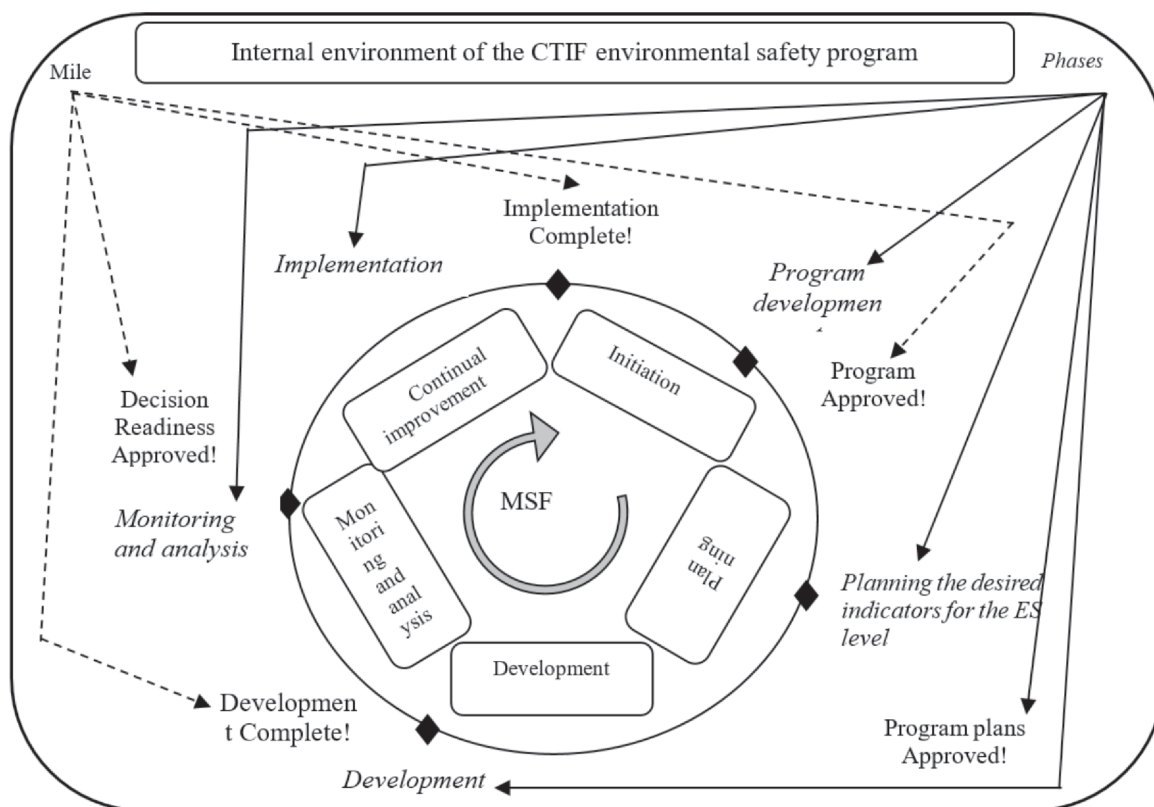 Internal environment of the CTIF environmental safety program
Mile
Phases
Implementation
Complete!
Implementation
Program
developmen
Program
Approved!
Decision
Readiness
Approved!
Continual
improvement
Initiation
MSF
Monitoring
and analysis
Mon
itori
ng
and
anal
ysis
Plan
ning
Planning the desired
indicators for the ES
level
Development
Developmen
t Complete!
Program plans
Approved!
Development